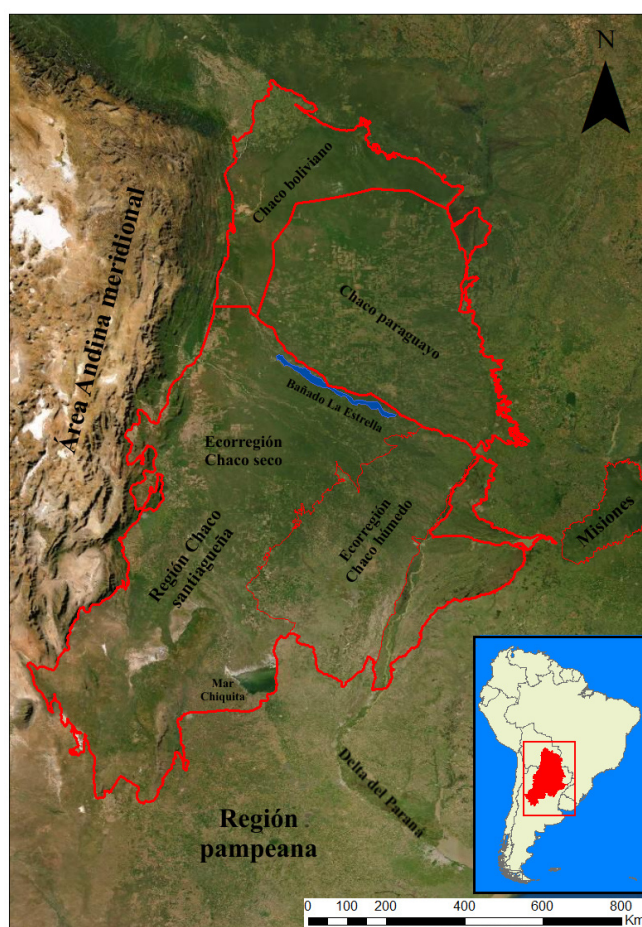 N
Chaco boliviano
Área Andina meridional
Chaco paraguayo
Bañado La Estrella
Ecorregión
Chaco seco
Ecorregión
Chaco húmedo
Misiones
Región Chaco
santiagueña
Mar
Chiquita
Delta del Paraná
Región
pampeana
0 100 200 400 600 800
Km